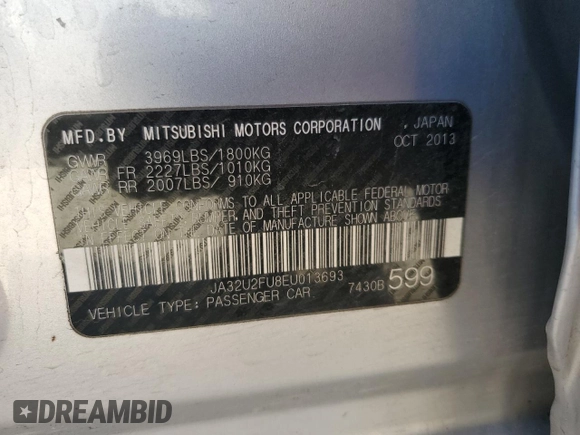 MFD.BY MITSUBISHI MOTORS CORPORATION , JAPAN
GVWR 3969LBS/1800KG OCT 2013
FR 2227LBS/1010KG
RR 2007LBS/ 910KG
CONFORMS TO ALL APPLICABLE FEDERAL MOTOR
BUMPER, AND THEFT PREVENTION STANDARDS
DATE OF MANUFACTURE SHOWN ABOVE.
JA32U2FU8EU013693
7430B 599
VEHICLE TYPE: PASSENGER CAR
DREAMBID